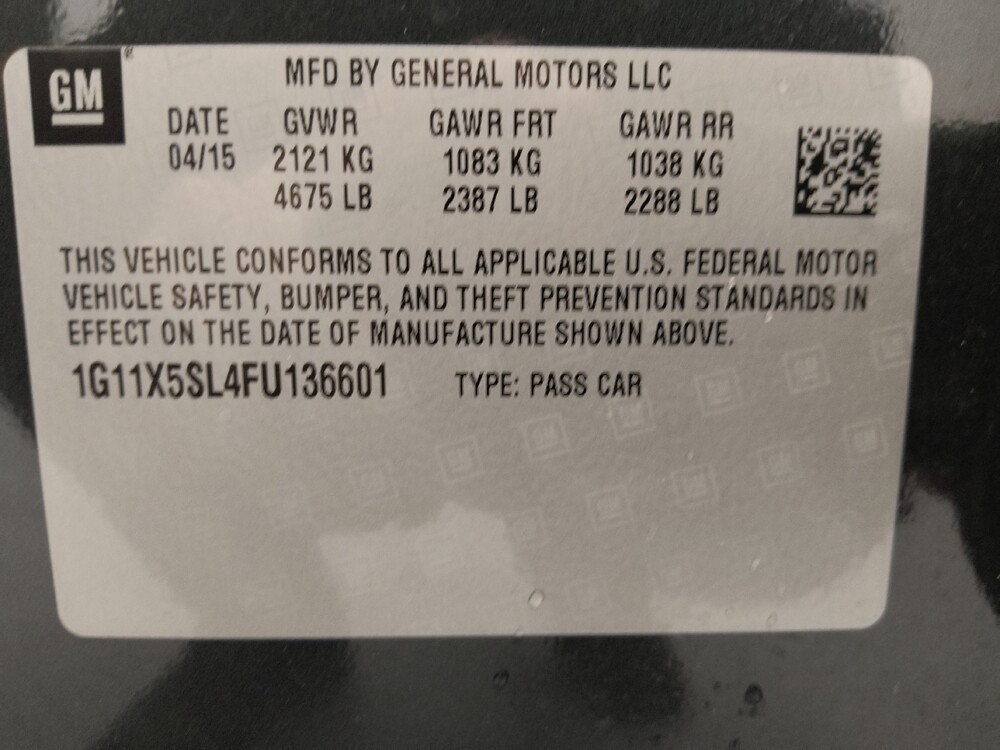 GM
MFD BY GENERAL MOTORS LLC
DATE GVWR GAWR FRT GAWR RR
04/15 2121 KG 1083 KG 1038 KG
4675 LB 2387 LB 2288 LB
THIS VEHICLE CONFORMS TO ALL APPLICABLE U.S. FEDERAL MOTOR
VEHICLE SAFETY, BUMPER, AND THEFT PREVENTION STANDARDS IN
EFFECT ON THE DATE OF MANUFACTURE SHOWN ABOVE.
1G11X5SL4FU136601 TYPE: PASS CAR